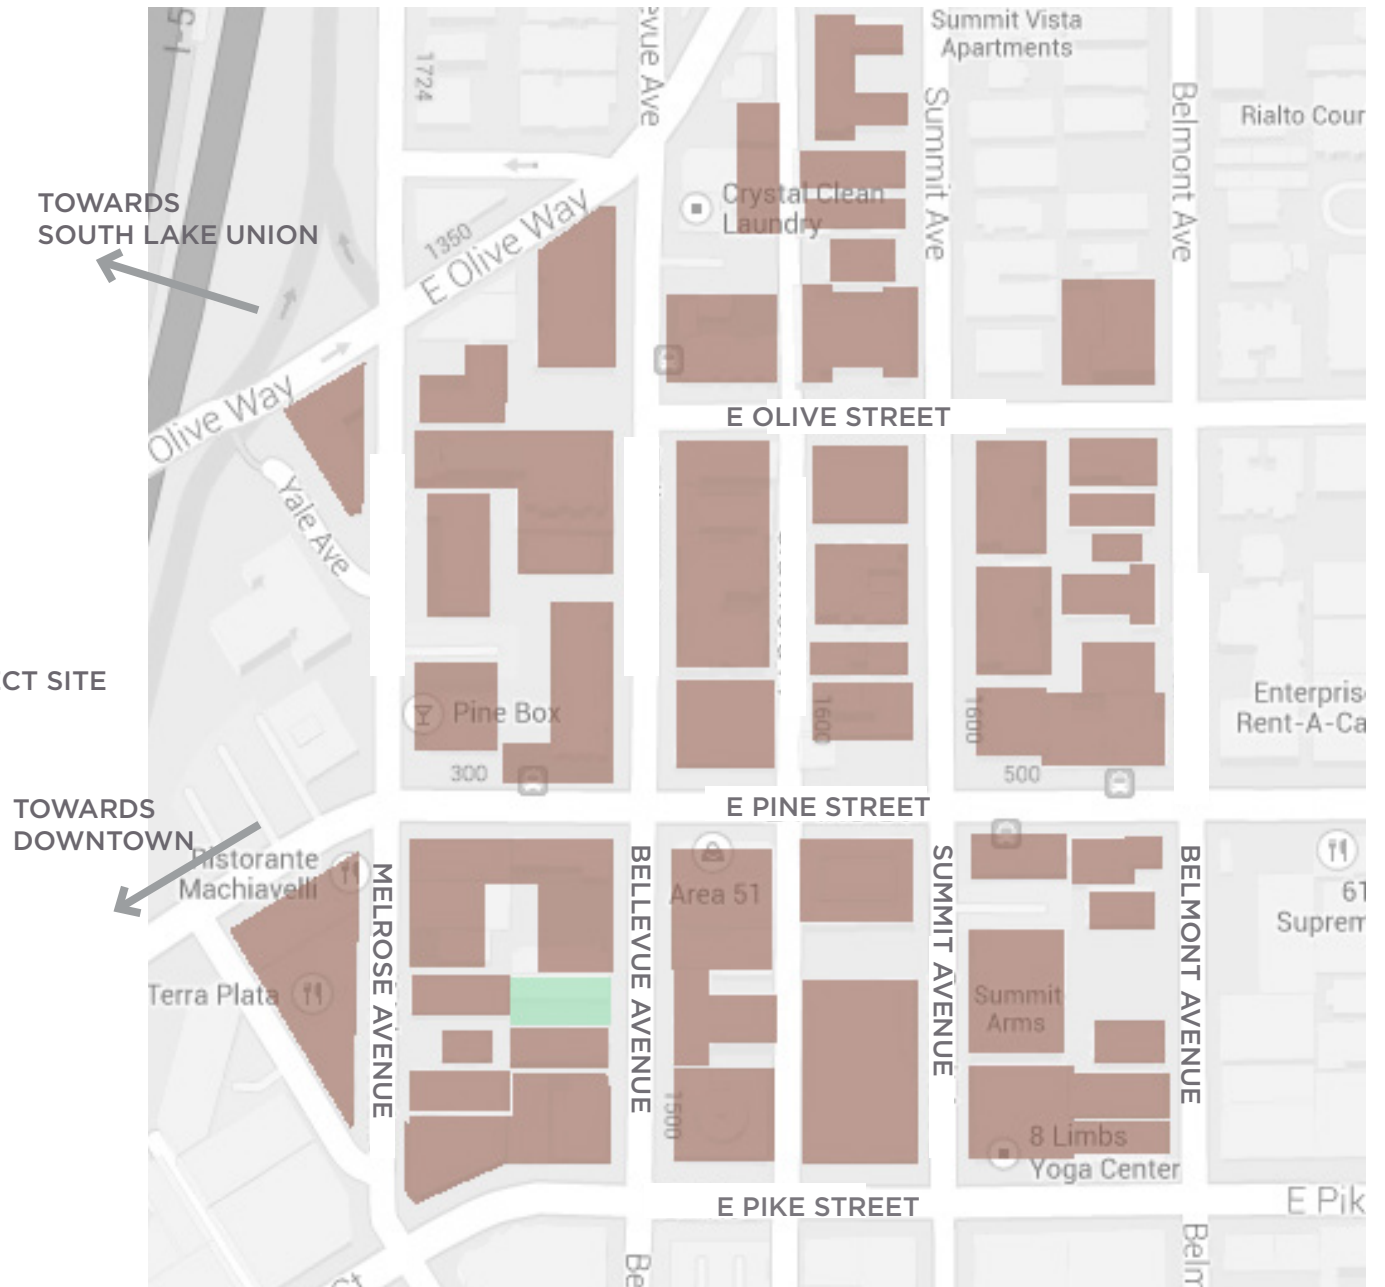 I-5
1724
evue Ave
Summit Vista
Apartments
Summit Ave
Belmont Ave
Rialto Cour
TOWARDS
SOUTH LAKE UNION
Crystal Clean
Laundry
1350
E Olive Way
Olive Way
E OLIVE STREET
Yale Ave
CT SITE
Pine Box
1600
1600
Enterpris
Rent-A-Ca
300
500
TOWARDS
DOWNTOWN
E PINE STREET
Ristorante
Machiavelli
MELROSE AVENUE
BELLEVUE AVENUE
Area 51
SUMMIT AVENUE
BELMONT AVENUE
61
Suprem
Terra Plata
Summit
Arms
1500
8 Limbs
Yoga Center
E PIKE STREET
E Pik
Be
Belm